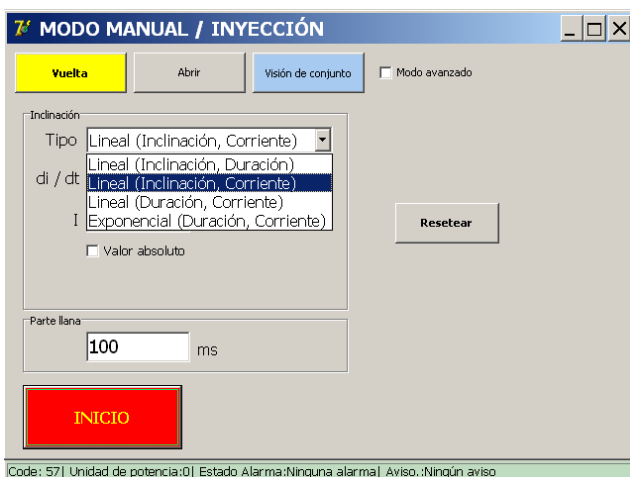 MODO MANUAL / INYECCIÓN
Vuelta
Abrir
Visión de conjunto
Modo avanzado
Inclinación
Tipo
Lineal (Inclinación, Corriente)
Lineal (Inclinación, Duración)
di / dt
Lineal (Inclinación, Corriente)
Lineal (Duración, Corriente)
I
Exponencial (Duración, Corriente)
Resetear
Valor absoluto
Parte llana
100
ms
INICIO
Code: 57| Unidad de potencia:0| Estado Alarma:Ninguna alarma| Aviso.:Ningún aviso